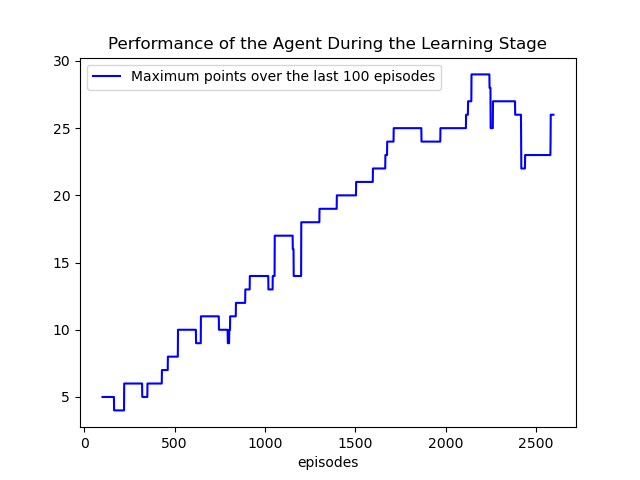 Performance of the Agent During the Learning Stage
Maximum points over the last 100 episodes
30
25
20
15
10
5
0 500 1000 1500 2000 2500
episodes